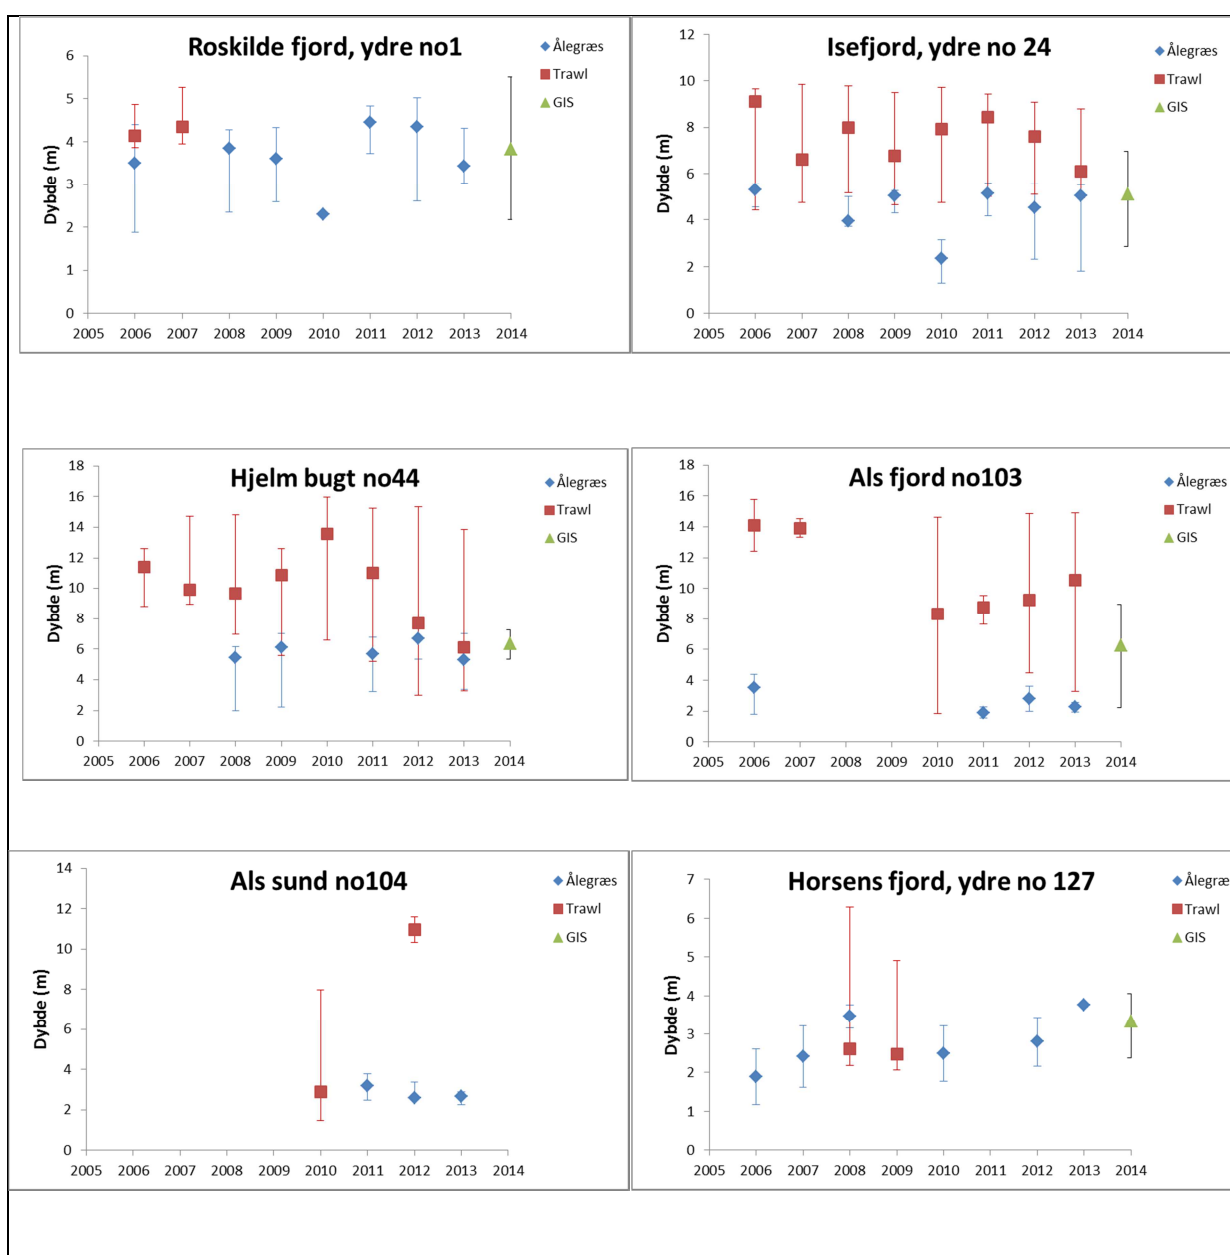 Roskilde fjord, ydre no1
Dybde (m)
6
5
4
3
2
1
0
2005 2006 2007 2008 2009 2010 2011 2012 2013 2014
Ålegræs
Trawl
GIS
Isefjord, ydre no 24
Dybde (m)
12
10
8
6
4
2
0
2005 2006 2007 2008 2009 2010 2011 2012 2013 2014
Ålegræs
Trawl
GIS
Hjelm bugt no44
Dybde (m)
18
16
14
12
10
8
6
4
2
0
2005 2006 2007 2008 2009 2010 2011 2012 2013 2014
Ålegræs
Trawl
GIS
Als fjord no103
Dybde (m)
18
16
14
12
10
8
6
4
2
0
2005 2006 2007 2008 2009 2010 2011 2012 2013 2014
Ålegræs
Trawl
GIS
Als sund no104
Dybde (m)
14
12
10
8
6
4
2
0
2005 2006 2007 2008 2009 2010 2011 2012 2013 2014
Ålegræs
Trawl
GIS
Horsens fjord, ydre no 127
Dybde (m)
7
6
5
4
3
2
1
0
2005 2006 2007 2008 2009 2010 2011 2012 2013 2014
Ålegræs
Trawl
GIS